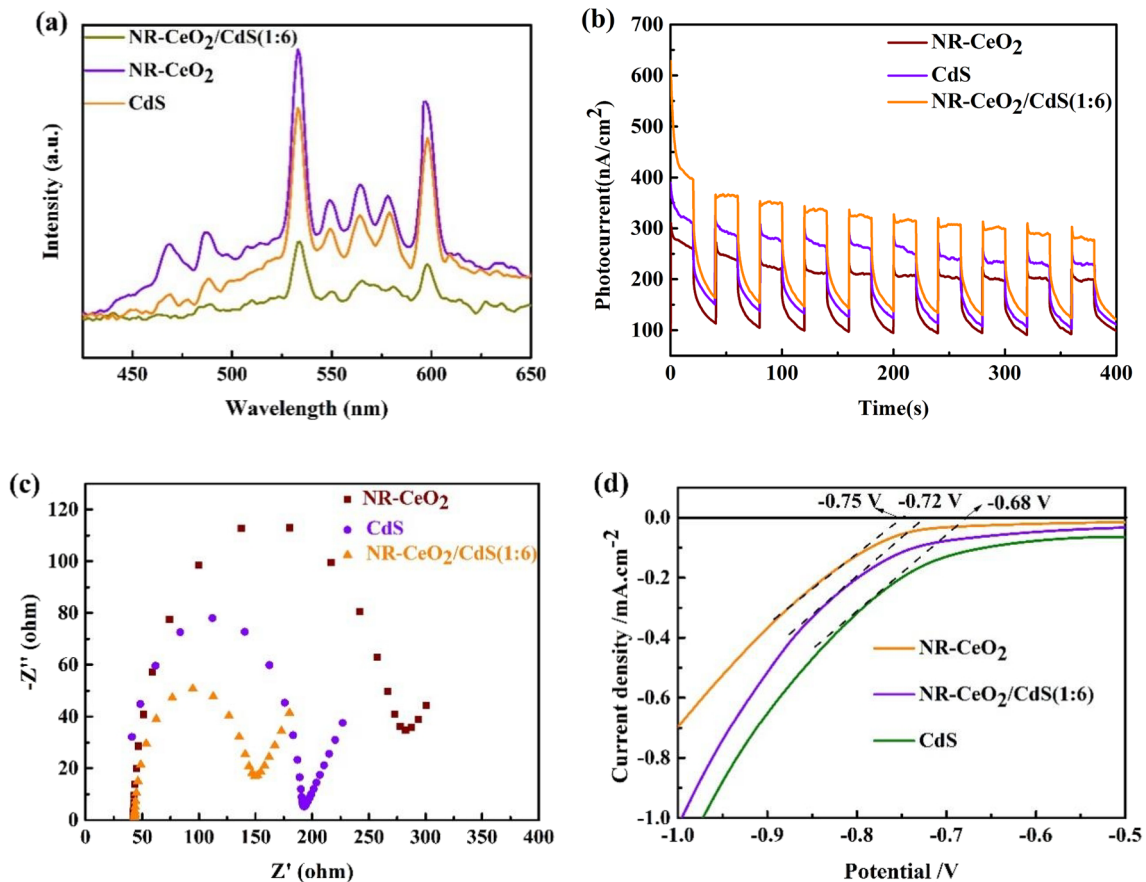 (a)
NR-CeO2/CdS(1:6)
NR-CeO2
CdS
Intensity (a.u.)
450 500 550 600 650
Wavelength (nm)
(b)
700
600
500
400
300
200
100
NR-CeO2
CdS
NR-CeO2/CdS(1:6)
Photocurrent(nA/cm2)
0 100 200 300 400
Time(s)
(c)
120
100
80
60
40
20
0
NR-CeO2
CdS
NR-CeO2/CdS(1:6)
-Z'' (ohm)
0 50 100 150 200 250 300 350 400
Z' (ohm)
(d)
-0.75 V -0.72 V -0.68 V
0.0
-0.2
-0.4
-0.6
-0.8
-1.0
NR-CeO2
NR-CeO2/CdS(1:6)
CdS
Current density /mA.cm-2
-1.0 -0.9 -0.8 -0.7 -0.6 -0.5
Potential /V